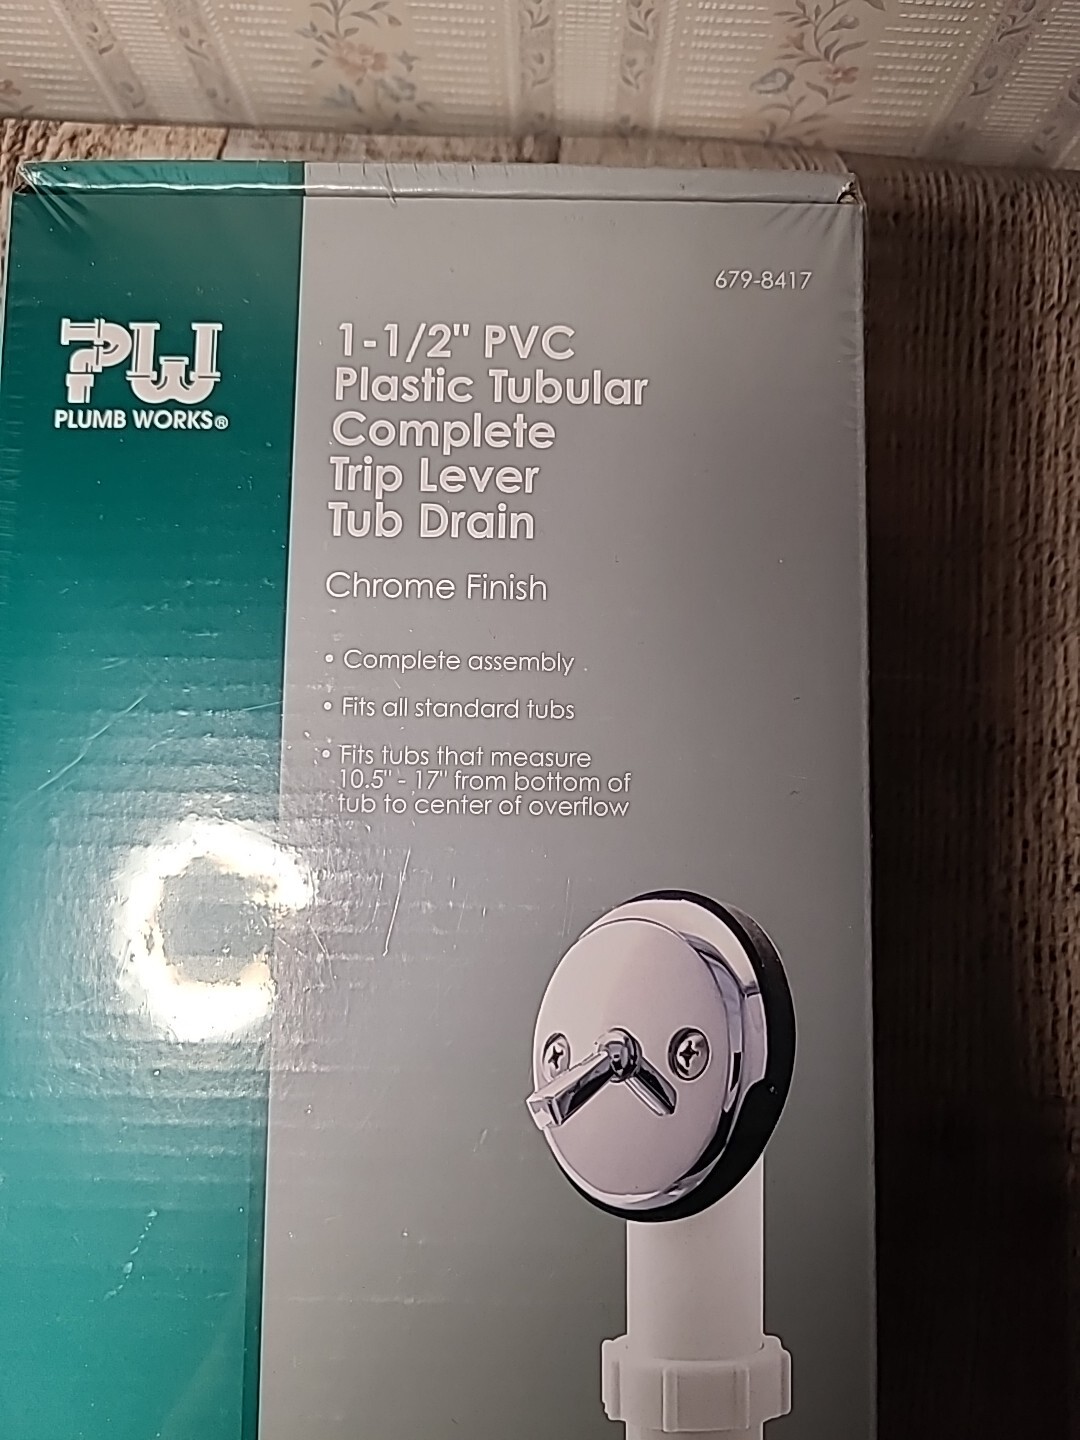 679-8417
PW
PLUMB WORKS®
1-1/2" PVC
Plastic Tubular
Complete
Trip Lever
Tub Drain
Chrome Finish
• Complete assembly
• Fits all standard tubs
• Fits tubs that measure
10.5" - 17" from bottom of
tub to center of overflow